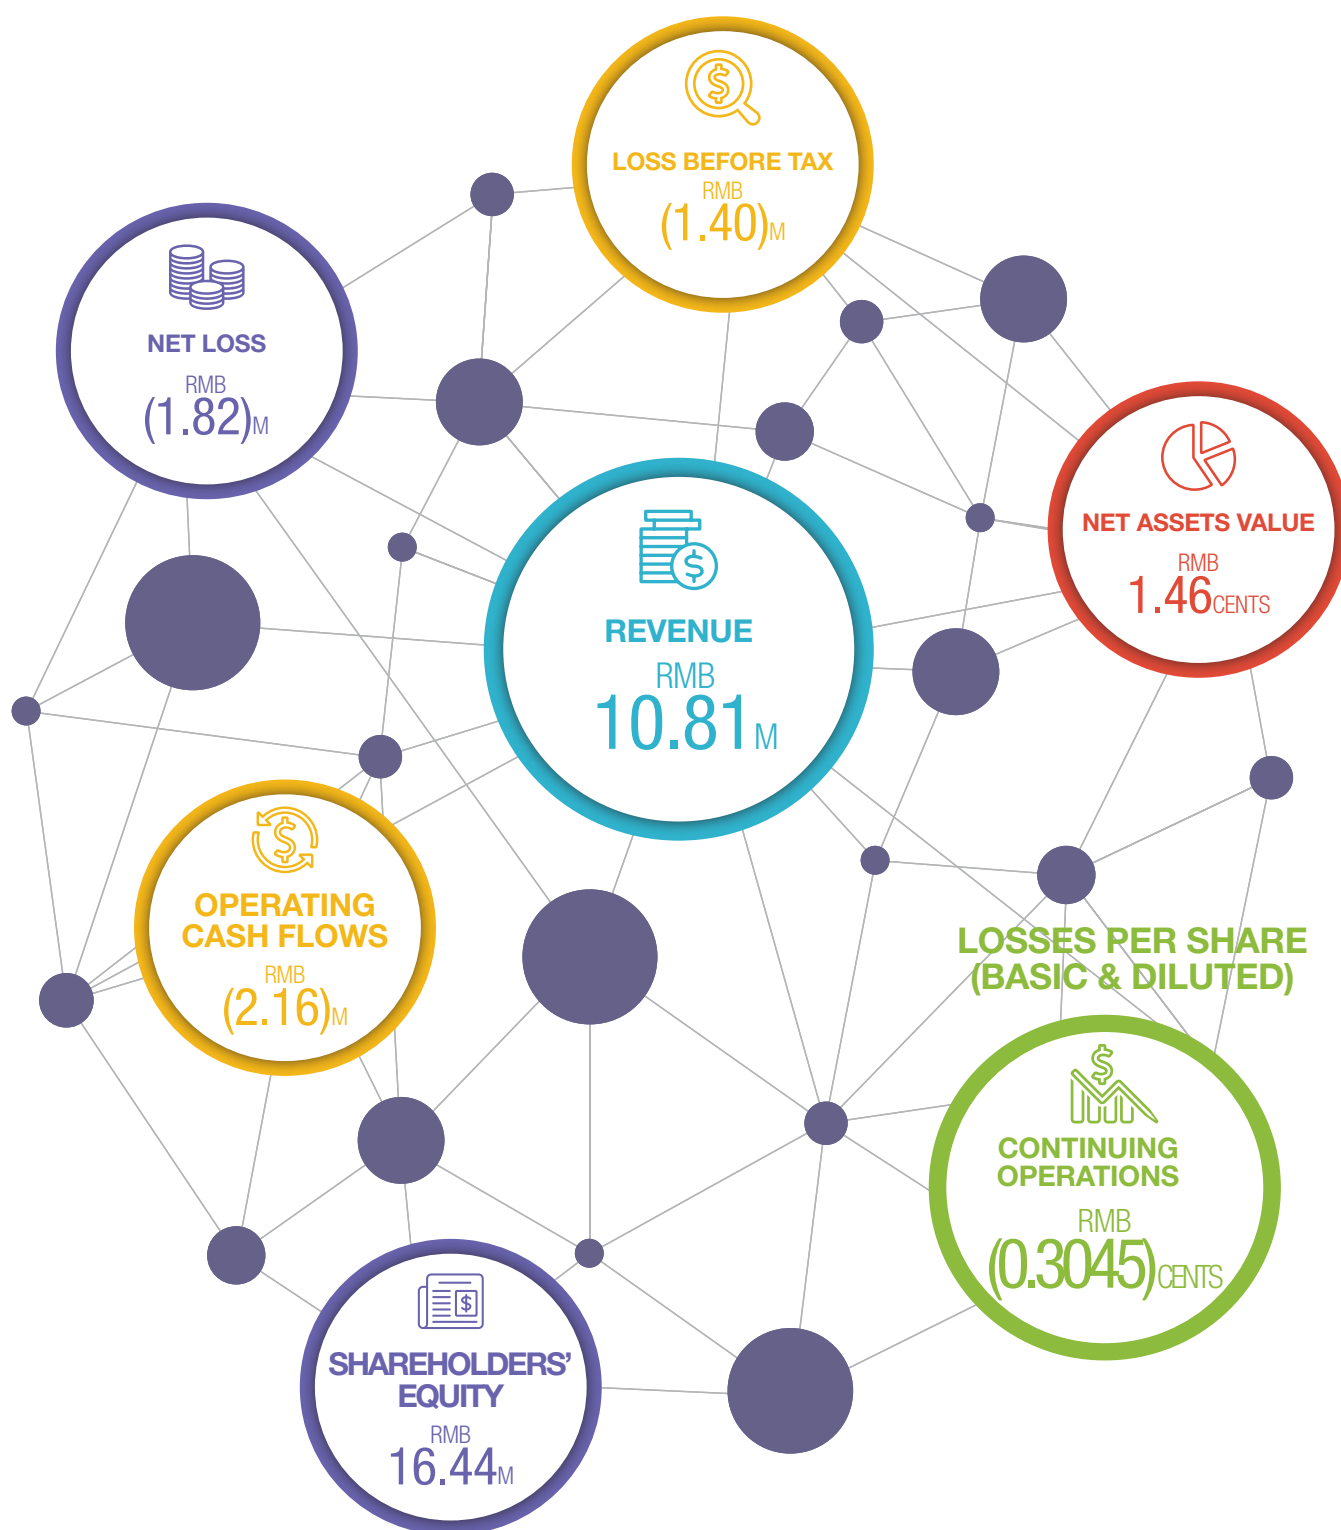 LOSS BEFORE TAX
RMB
(1.40)M
NET LOSS
RMB
(1.82)M
NET ASSETS VALUE
RMB
1.46CENTS
REVENUE
RMB
10.81M
OPERATING
CASH FLOWS
RMB
(2.16)M
LOSSES PER SHARE
(BASIC & DILUTED)
CONTINUING
OPERATIONS
RMB
(0.3045)CENTS
SHAREHOLDERS'
EQUITY
RMB
16.44M